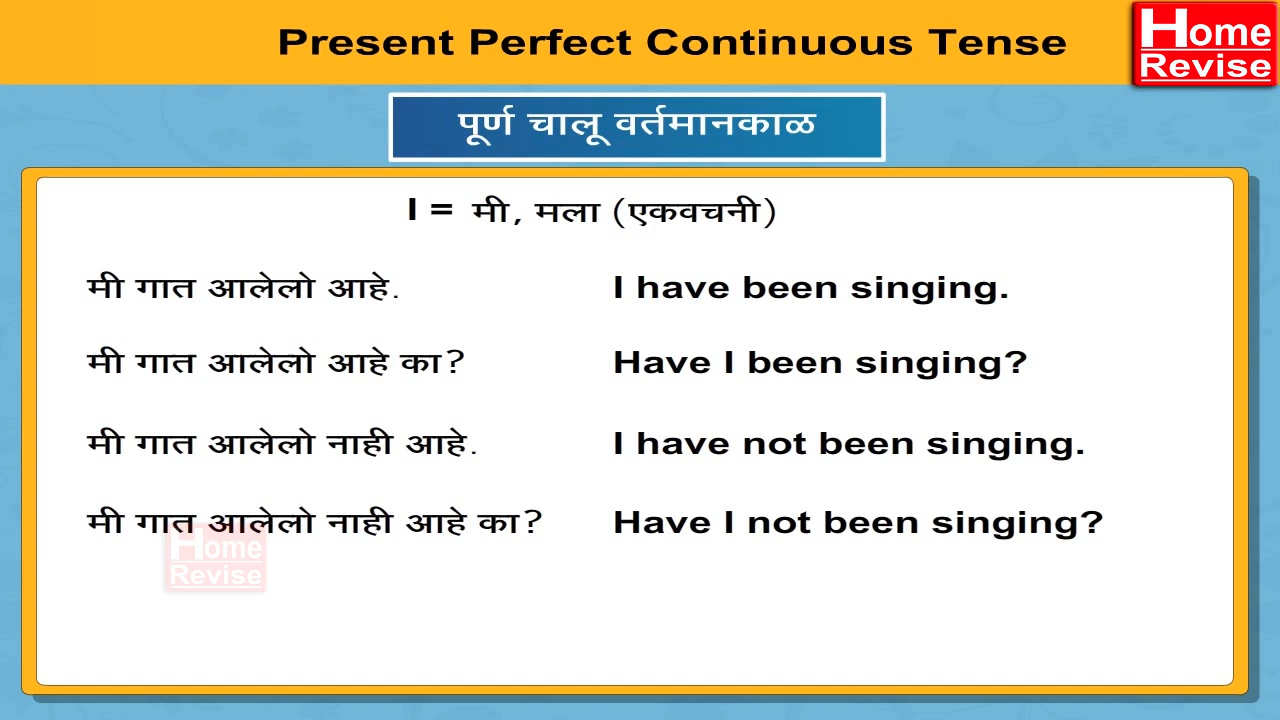 Present Perfect Continuous Tense
Home
Revise
पूर्ण चालू वर्तमानकाळ
I = मी, मला (एकवचनी)
मी गात आलेलो आहे. I have been singing.
मी गात आलेलो आहे का? Have I been singing?
मी गात आलेलो नाही आहे. I have not been singing.
मी गात आलेलो नाही आहे का? Have I not been singing?
Home
Revise